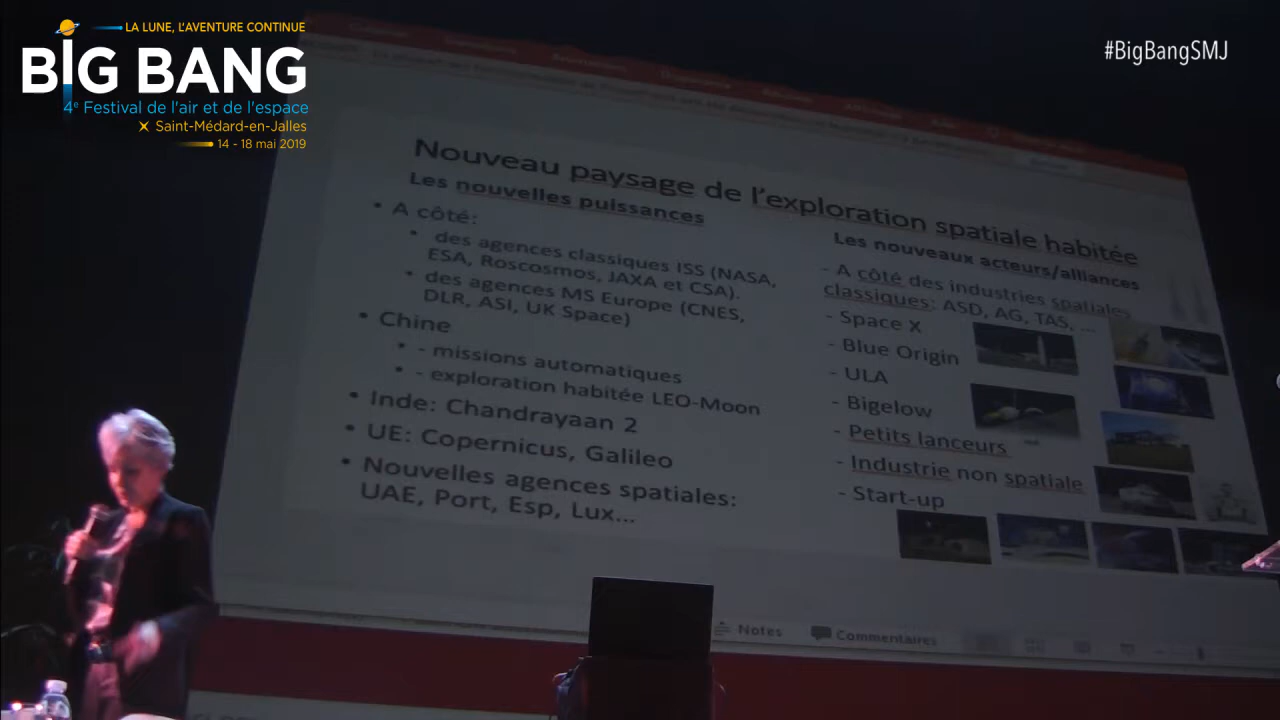 LA LUNE, L'AVENTURE CONTINUE
BIG BANG
4e Festival de l'air et de l'espace
Saint-Médard-en-Jalles
14 - 18 mai 2019
#BigBangSMJ
Nouveau paysage de l'exploration spatiale habitée
Les nouvelles puissances
• A côté:
• des agences classiques ISS (NASA,
ESA, Roscosmos, JAXA et CSA).
• des agences MS Europe (CNES,
DLR, ASI, UK Space)
• Chine
• - missions automatiques
• - exploration habitée LEO-Moon
• Inde: Chandrayaan 2
• UE: Copernicus, Galileo
• Nouvelles agences spatiales:
UAE, Port, Esp, Lux...
Les nouveaux acteurs/alliances
- A côté des industries spatiales
classiques: ASD, AG, TAS, ...
- Space X
- Blue Origin
- ULA
- Bigelow
- Petits lanceurs
- Industrie non spatiale
- Start-up
Notes
Commentaires